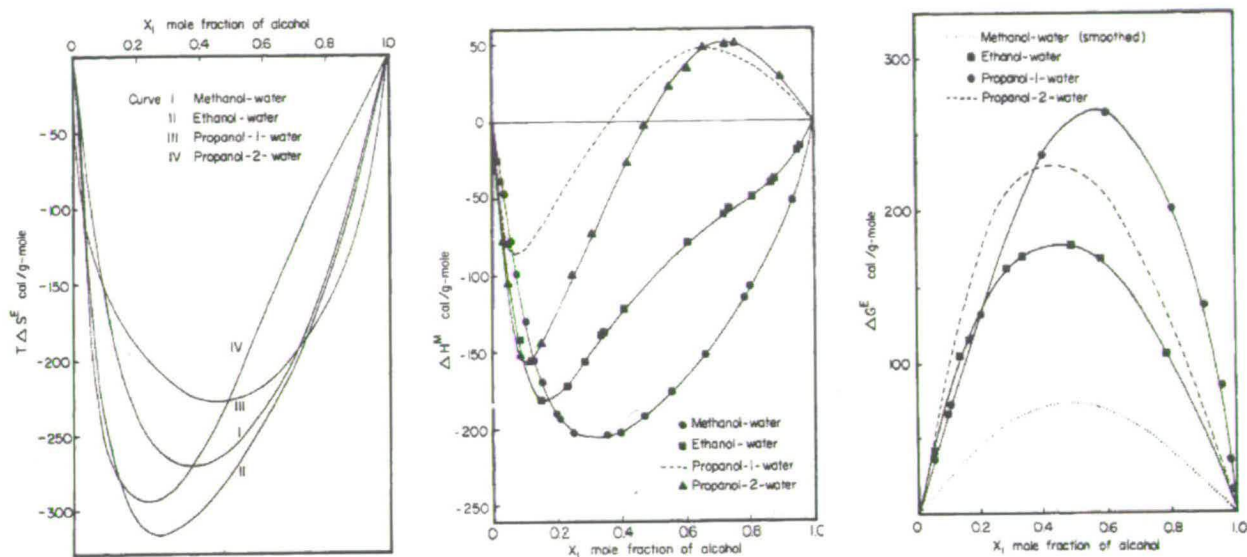 X₁ mole fraction of alcohol
0 0.2 0.4 0.6 0.8 1.0
Curve I Methanol-water
II Ethanol-water
III Propanol-1-water
IV Propanol-2-water
-50
-100
-150
-200
-250
-300
TΔS^E cal/g-mole
IV
III
I
II
50
0
-50
-100
-150
-200
-250
ΔH^M cal/g-mole
Methanol-water
Ethanol-water
Propanol-1-water
Propanol-2-water
0 0.2 0.4 0.6 0.8 1.0
X₁ mole fraction of alcohol
300
200
100
ΔG^E cal/g-mole
Methanol-water (smoothed)
Ethanol-water
Propanol-1-water
Propanol-2-water
0 0.2 0.4 0.6 0.8 1.0
X₁ mole fraction of alcohol